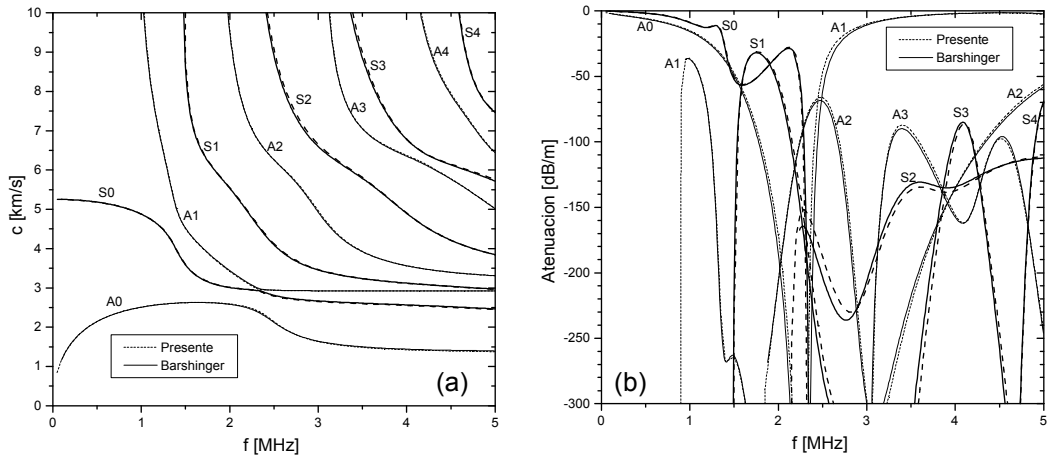 10
9
8
7
6
5
4
3
2
1
0
c [km/s]
0 1 2 3 4 5
f [MHz]
S4
A4
S3
A3
S2
A2
S1
S0
A1
A0
Presente
Barshinger
(a)
0
-50
-100
-150
-200
-250
-300
Atenuacion [dB/m]
0 1 2 3 4 5
f [MHz]
A0
S0
A1
S1
A1
Presente
Barshinger
A2
A3
S3
A2
S4
S2
(b)